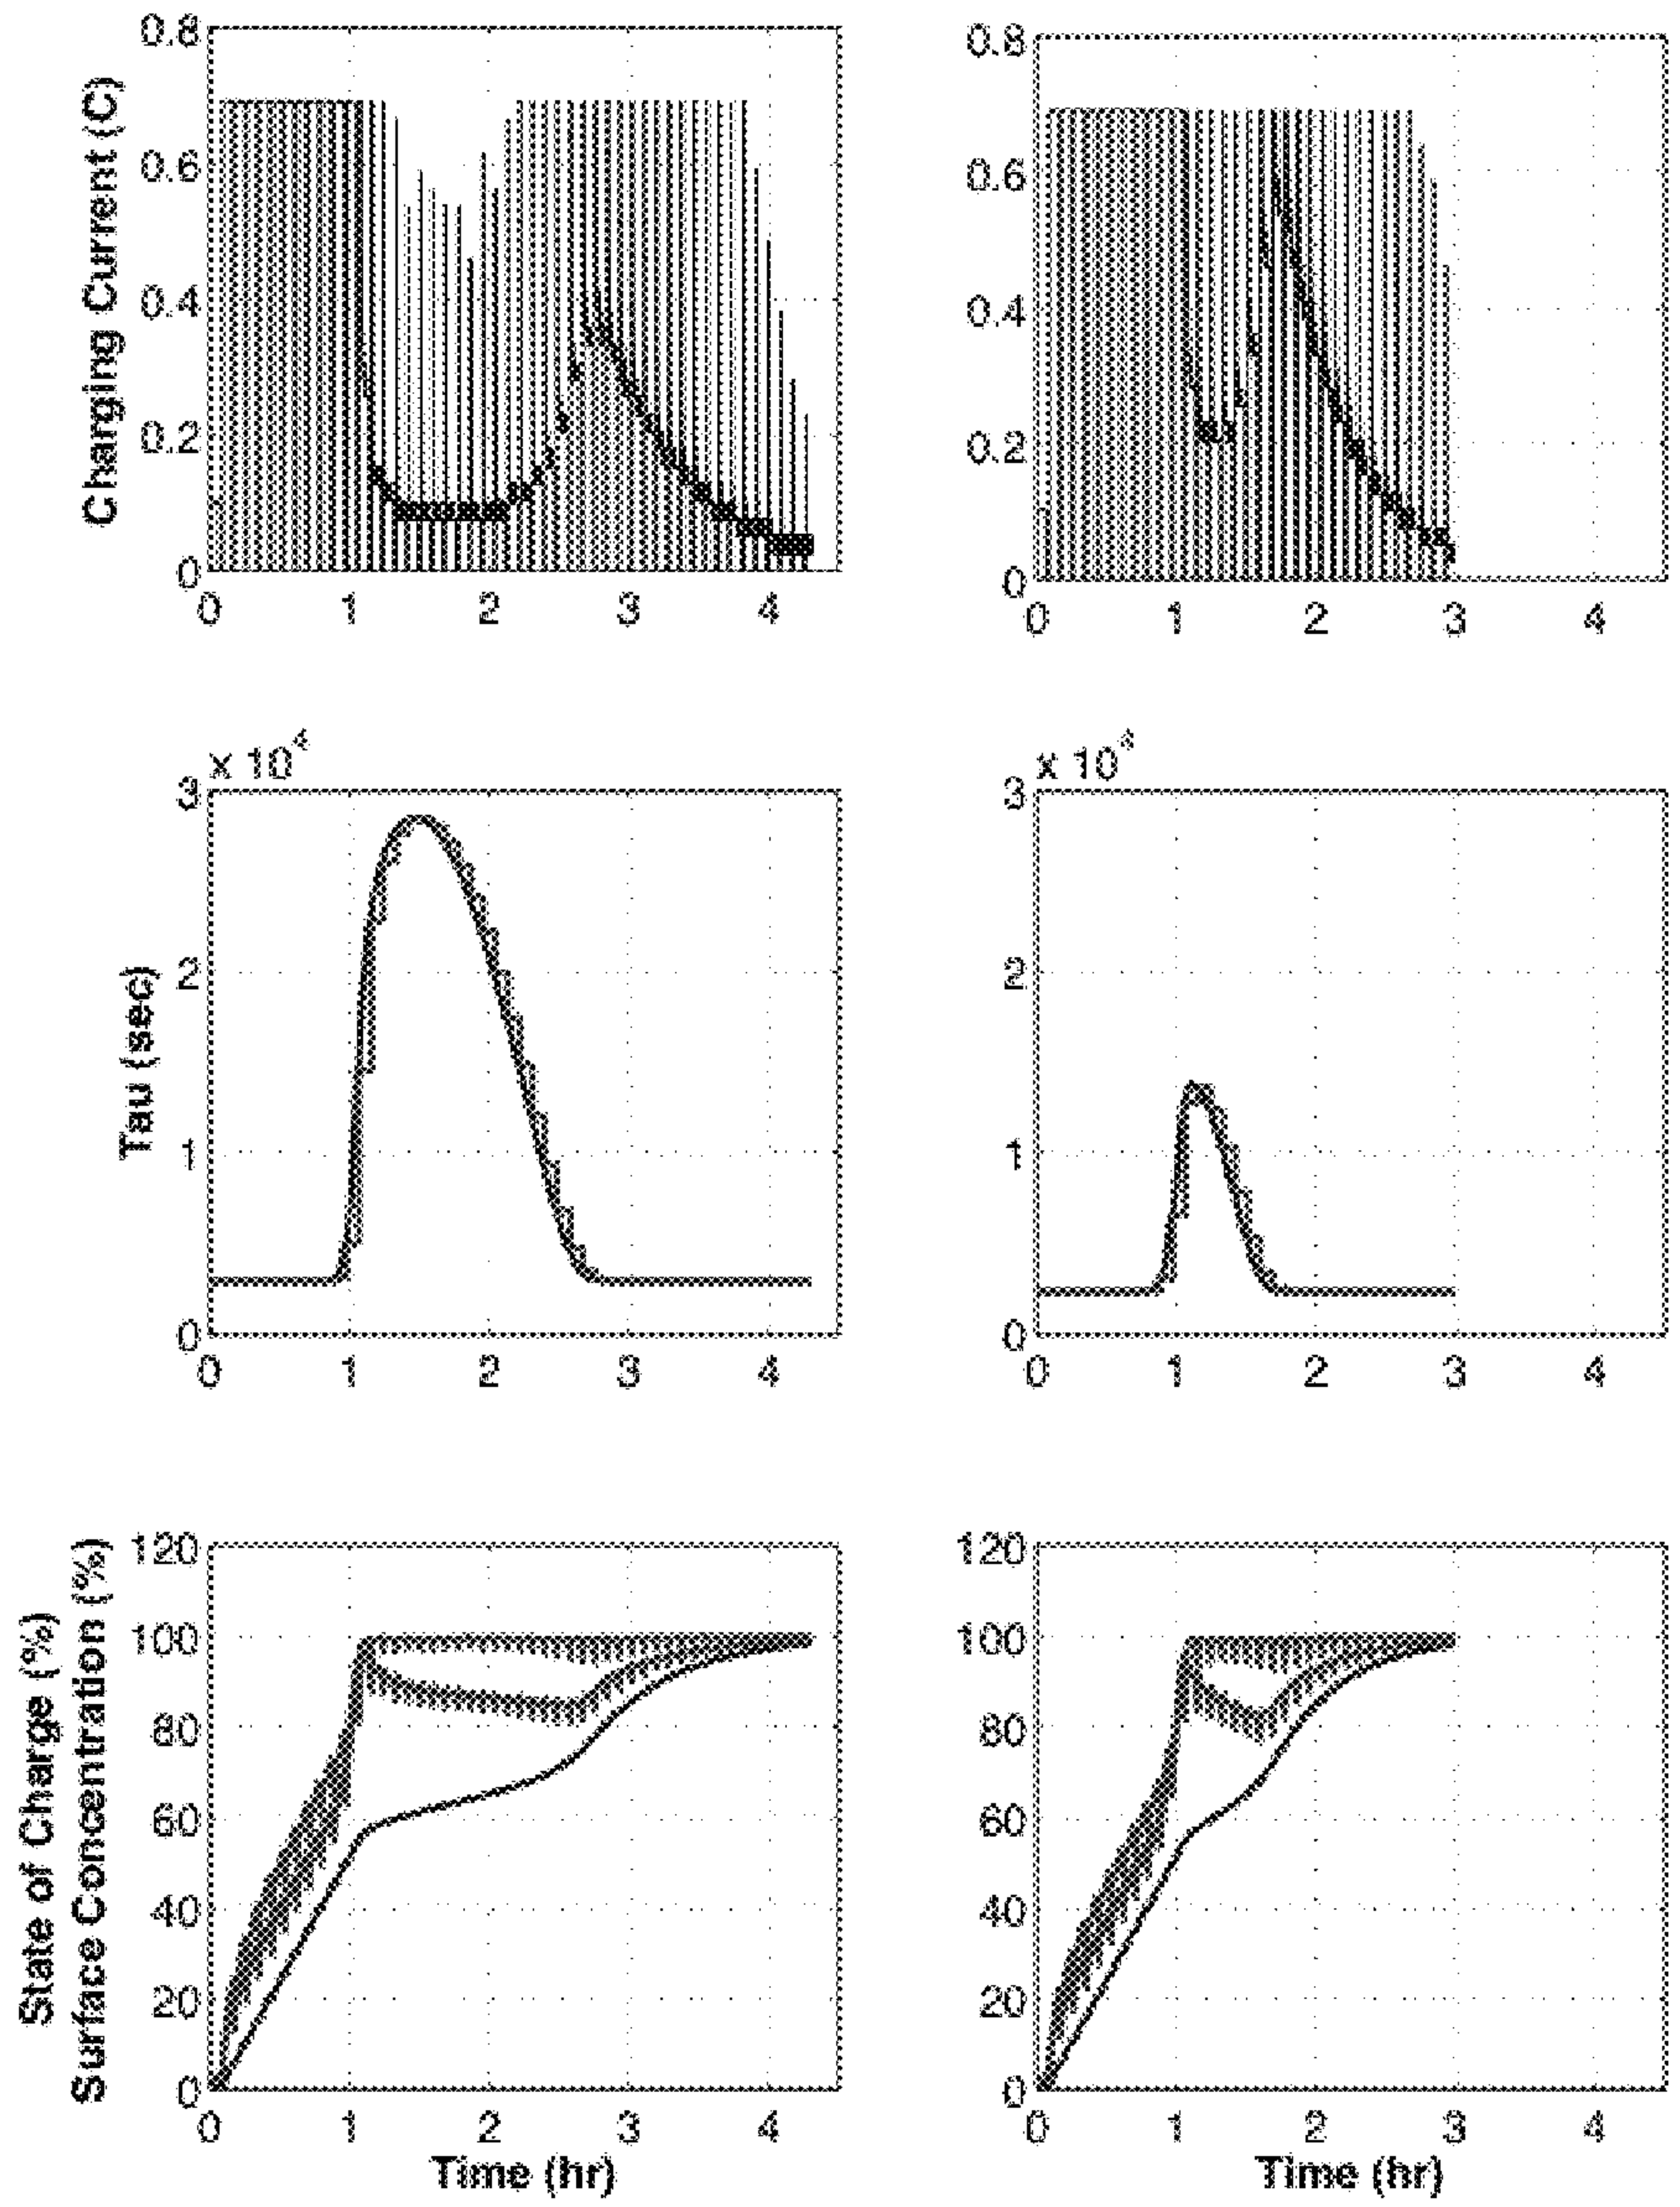 Charging Current (C)
0.8
0.6
0.4
0.2
0
0 1 2 3 4
0.8
0.6
0.4
0.2
0
0 1 2 3 4
Tau (sec)
x 10^4
3
2
1
0
0 1 2 3 4
x 10^4
3
2
1
0
0 1 2 3 4
State of Charge (%)
Surface Concentration (%)
120
100
80
60
40
20
0
0 1 2 3 4
Time (hr)
120
100
80
60
40
20
0
0 1 2 3 4
Time (hr)